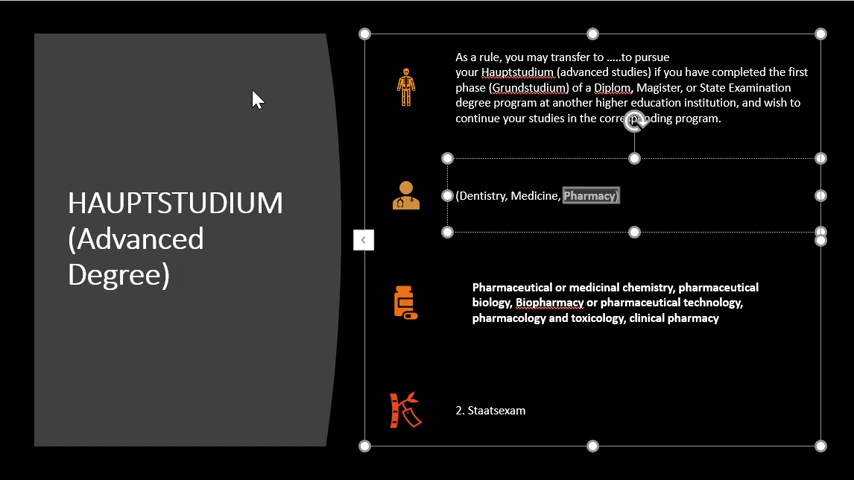 HAUPTSTUDIUM
(Advanced
Degree)
As a rule, you may transfer to .....to pursue
your Hauptstudium (advanced studies) if you have completed the first
phase (Grundstudium) of a Diplom, Magister, or State Examination
degree program at another higher education institution, and wish to
continue your studies in the corresponding program.
(Dentistry, Medicine, Pharmacy)
Pharmaceutical or medicinal chemistry, pharmaceutical
biology, Biopharmacy or pharmaceutical technology,
pharmacology and toxicology, clinical pharmacy
2. Staatsexam